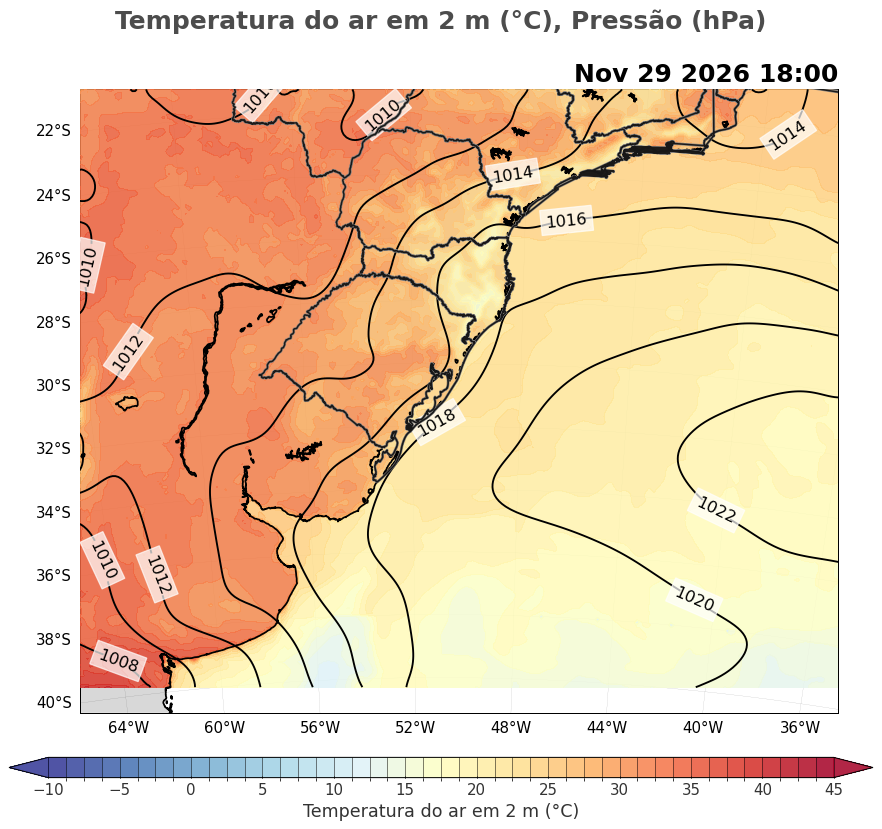 Temperatura do ar em 2 m (°C), Pressão (hPa)
Nov 29 2026 18:00
22°S
24°S
26°S
28°S
30°S
32°S
34°S
36°S
38°S
40°S
1010
1014
1014
1016
1010
1012
1018
1022
1010
1012
1020
1008
64°W
60°W
56°W
52°W
48°W
44°W
40°W
36°W
−10
−5
0
5
10
15
20
25
30
35
40
45
Temperatura do ar em 2 m (°C)